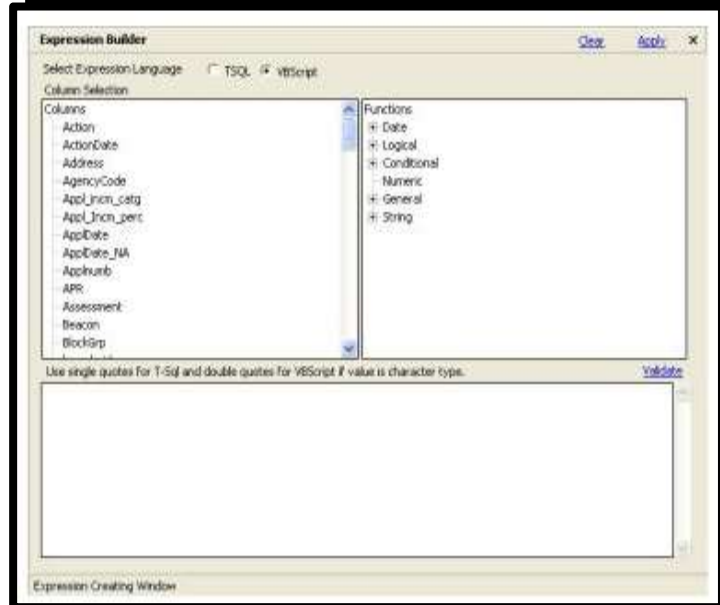 Expression Builder Clear Apply x
Select Expression Language TSQL VBScript
Column Selection
Columns
Action
ActionDate
Address
AgencyCode
Appl_incm_catg
Appl_Incm_perc
ApplDate
ApplDate_NA
Applnumb
APR
Assessment
Beacon
BlockGrp
Functions
Date
Logical
Conditional
Numeric
General
String
Use single quotes for T-Sql and double quotes for VBScript if value is character type. Validate
Expression Creating Window